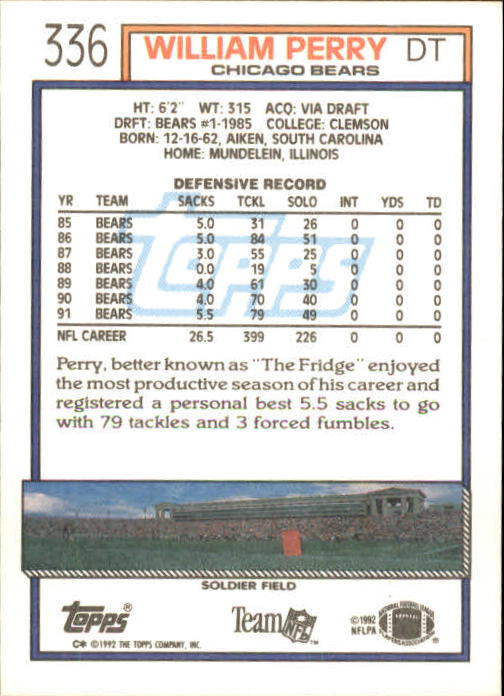 336 WILLIAM PERRY DT
CHICAGO BEARS
HT: 6'2" WT: 315 ACQ: VIA DRAFT
DRFT: BEARS #1-1985 COLLEGE: CLEMSON
BORN: 12-16-62, AIKEN, SOUTH CAROLINA
HOME: MUNDELEIN, ILLINOIS
DEFENSIVE RECORD
YR TEAM SACKS TCKL SOLO INT YDS TD
85 BEARS 5.0 31 26 0 0 0
86 BEARS 5.0 84 51 0 0 0
87 BEARS 3.0 55 25 0 0 0
88 BEARS 0.0 19 5 0 0 0
89 BEARS 4.0 61 30 0 0 0
90 BEARS 4.0 70 40 0 0 0
91 BEARS 5.5 79 49 0 0 0
NFL CAREER 26.5 399 226 0 0 0
topps
Perry, better known as "The Fridge" enjoyed
the most productive season of his career and
registered a personal best 5.5 sacks to go
with 79 tackles and 3 forced fumbles.
SOLDIER FIELD
topps®
Team NFL™
©1992
NFLPA
C* ©1992 THE TOPPS COMPANY, INC.